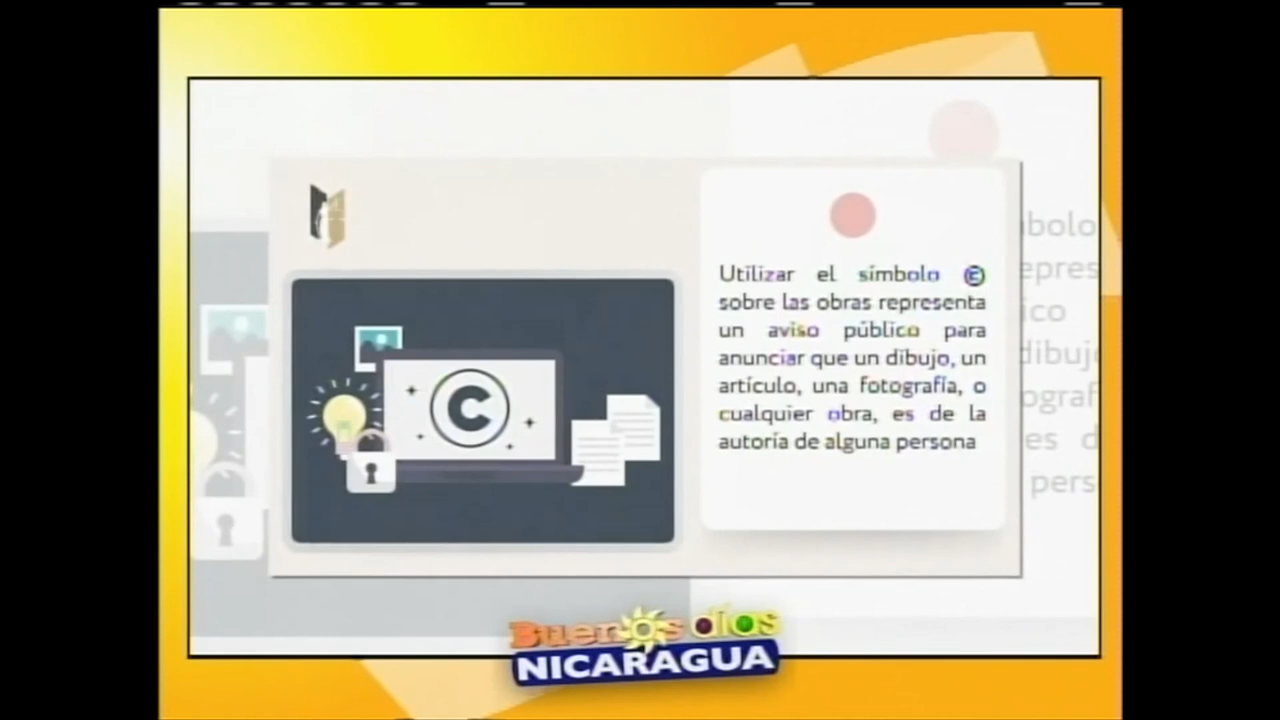 Utilizar el símbolo ©
sobre las obras representa
un aviso público para
anunciar que un dibujo, un
artículo, una fotografía, o
cualquier obra, es de la
autoría de alguna persona
C
Buenos días
NICARAGUA